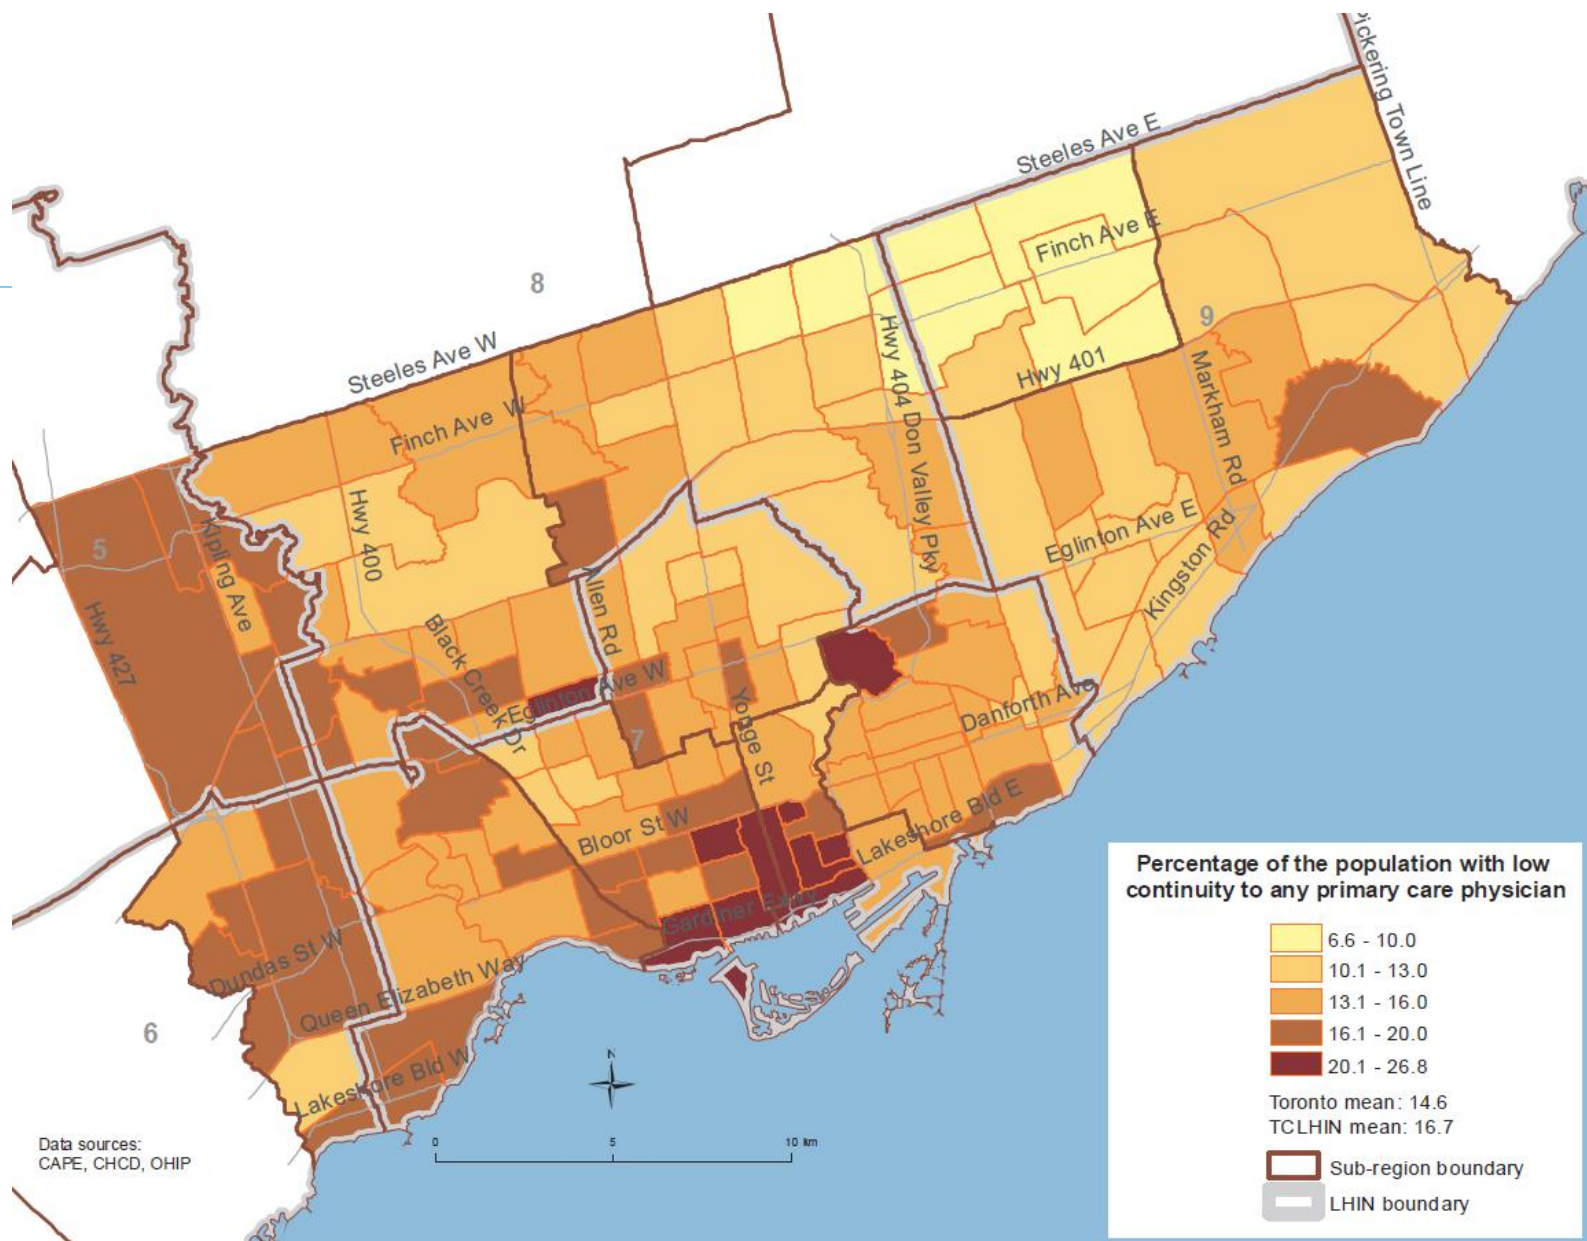 Pickering Town Line
Steeles Ave E
Finch Ave E
8
9
Hwy 404
Hwy 401
Steeles Ave W
Finch Ave W
Markham Rd
Don Valley Pky
5
Kipling Ave
Hwy 400
Eglinton Ave E
Kingston Rd
Hwy 427
Allen Rd
Black Creek Dr
Eglinton Ave W
Yonge St
7
Danforth Ave
Bloor St W
Lakeshore Bld E
Gardiner Expy
Dundas St W
Queen Elizabeth Way
6
Lakeshore Bld W
N
0 5 10 km
Data sources:
CAPE, CHCD, OHIP
Percentage of the population with low
continuity to any primary care physician
6.6 - 10.0
10.1 - 13.0
13.1 - 16.0
16.1 - 20.0
20.1 - 26.8
Toronto mean: 14.6
TCLHIN mean: 16.7
Sub-region boundary
LHIN boundary